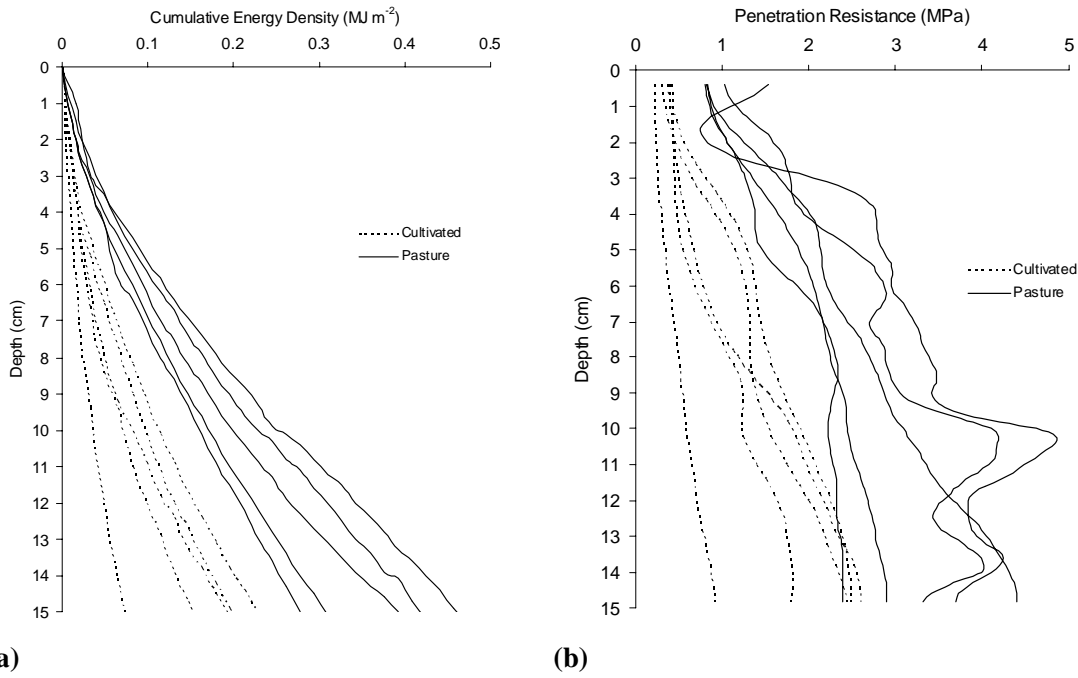 Cumulative Energy Density (MJ m-2)
0 0.1 0.2 0.3 0.4 0.5
0
1
2
3
4
5
6
7
8
9
10
11
12
13
14
15
Depth (cm)
Cultivated
Pasture
a)
Penetration Resistance (MPa)
0 1 2 3 4 5
0
1
2
3
4
5
6
7
8
9
10
11
12
13
14
15
Depth (cm)
Cultivated
Pasture
(b)